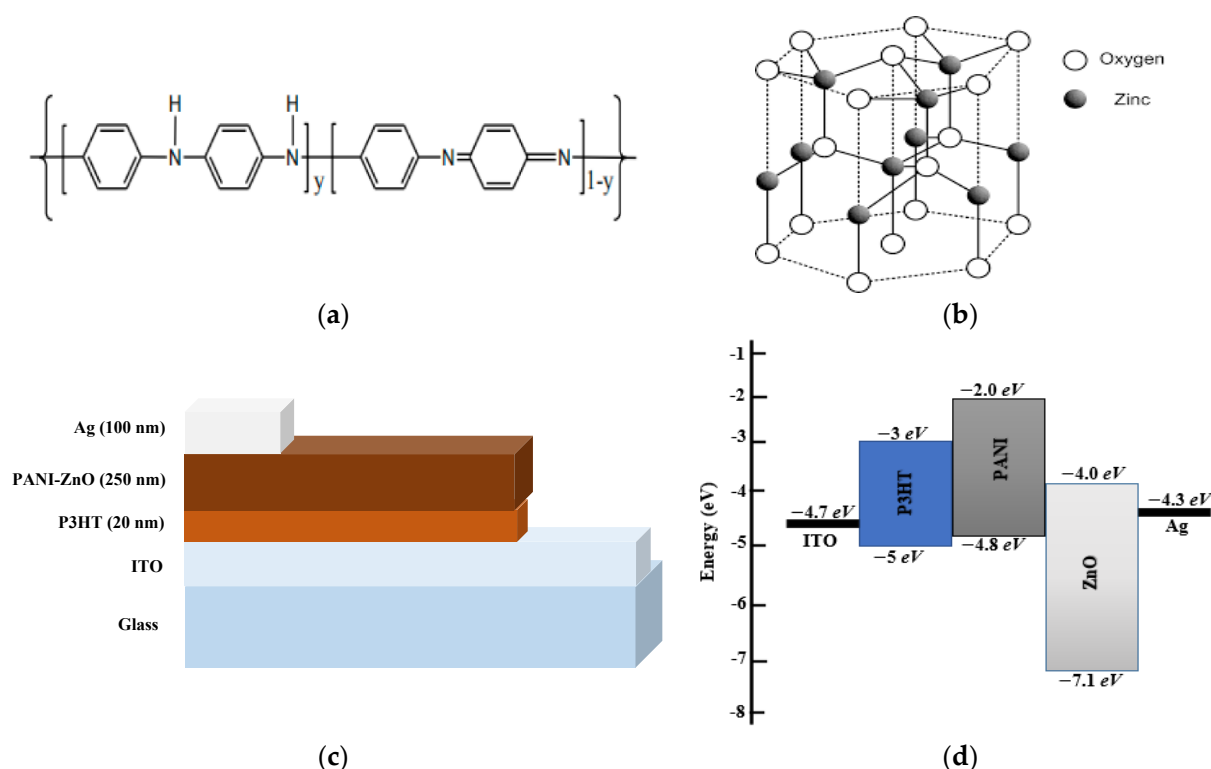 H
H
N
N
y
N
N
1-y
(a)
Oxygen
Zinc
(b)
Ag (100 nm)
PANI-ZnO (250 nm)
P3HT (20 nm)
ITO
Glass
(c)
Energy (eV)
-1
-2
-3
-4
-5
-6
-7
-8
−4.7 eV
ITO
−3 eV
P3HT
−5 eV
−2.0 eV
PANI
−4.8 eV
−4.0 eV
ZnO
−7.1 eV
−4.3 eV
Ag
(d)